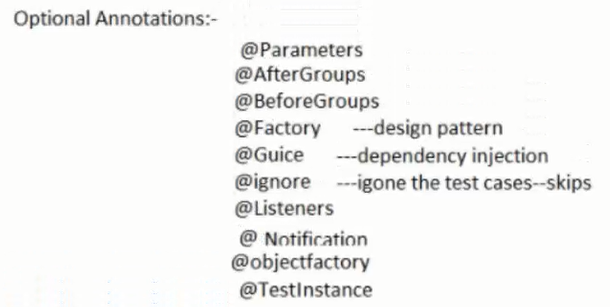 Optional Annotations:-
@Parameters
@AfterGroups
@BeforeGroups
@Factory ---design pattern
@Guice ---dependency injection
@ignore ---igone the test cases--skips
@Listeners
@ Notification
@objectfactory
@TestInstance